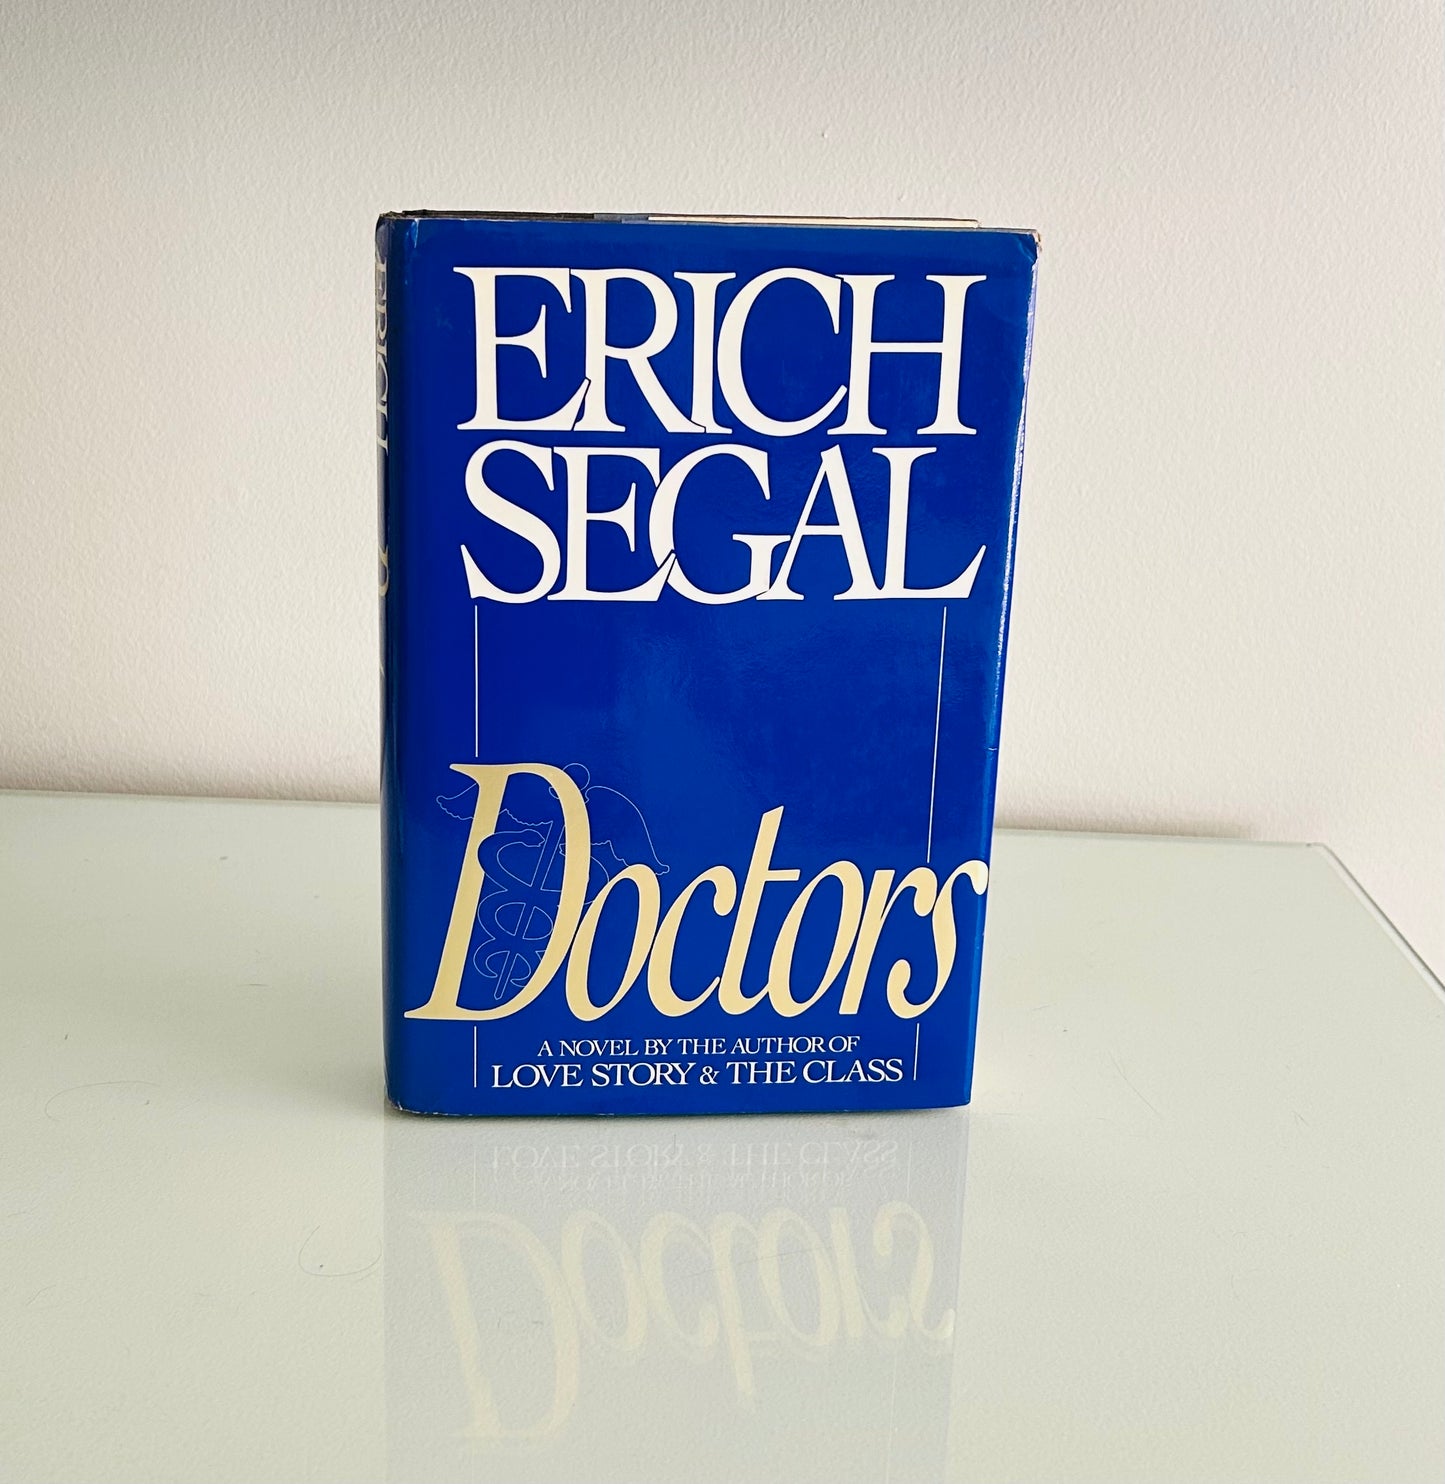 ERICH
SEGAL
Doctors
A NOVEL BY THE AUTHOR OF
LOVE STORY & THE CLASS